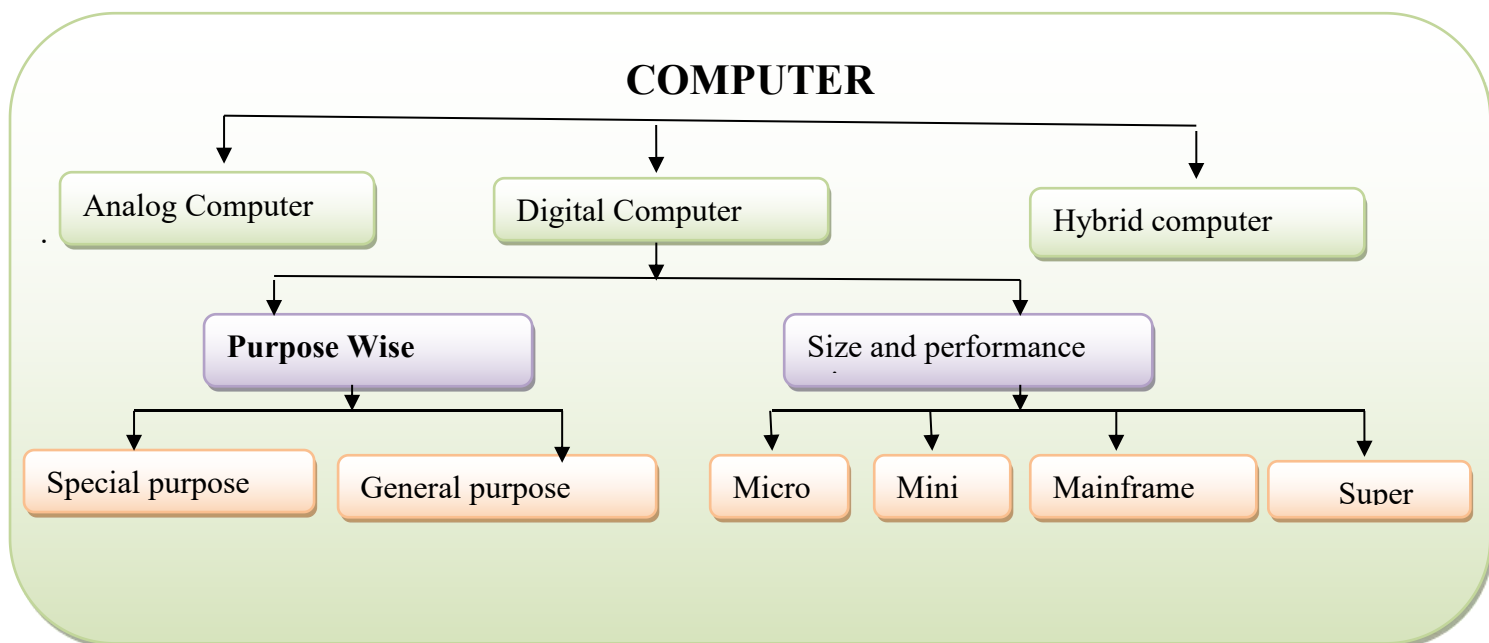 COMPUTER
Analog Computer
Digital Computer
Hybrid computer
.
Purpose Wise
Size and performance
Special purpose
General purpose
Micro
Mini
Mainframe
Super